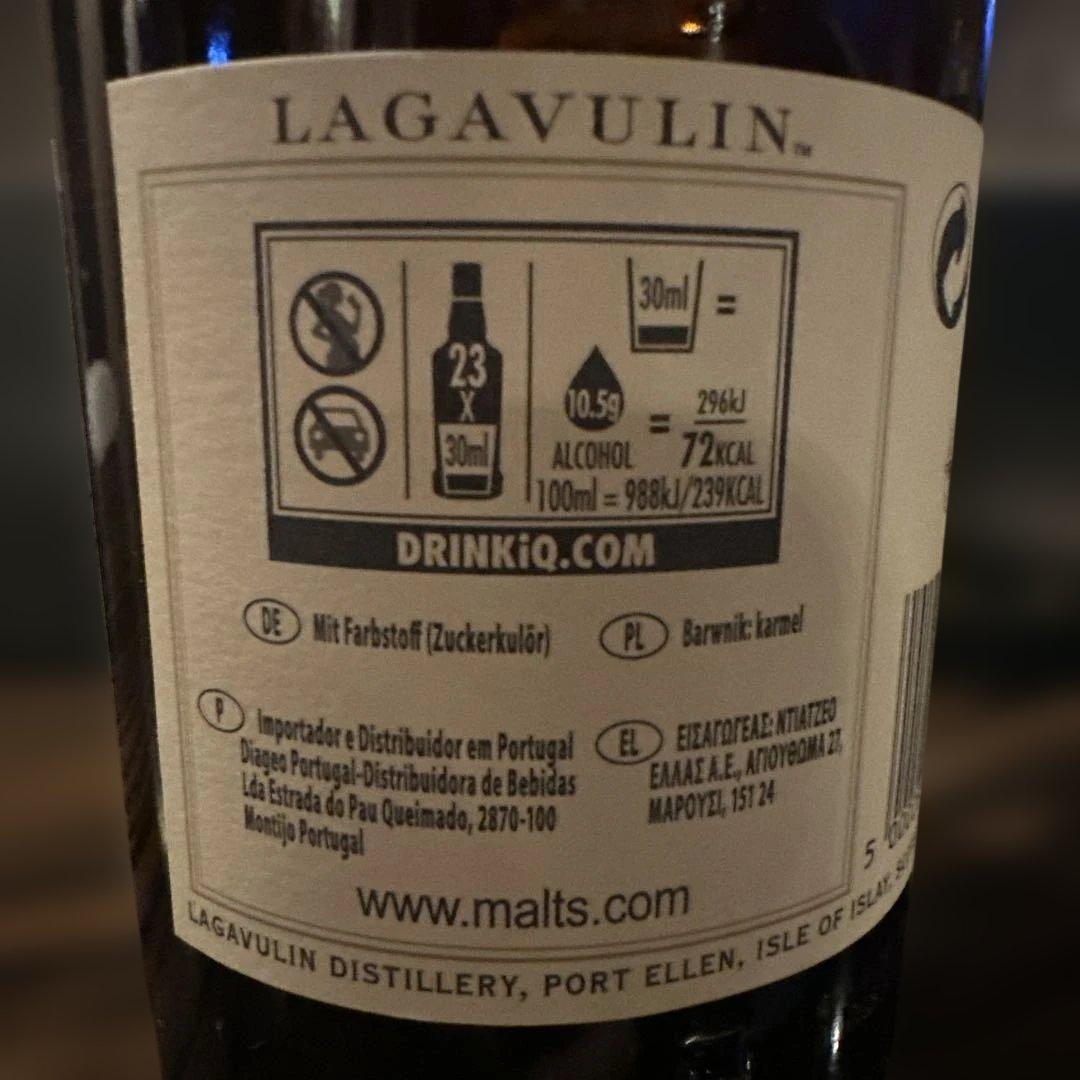 LAGAVULIN™
30ml =
23
X
30ml
10.5g
ALCOHOL
= 296kJ
72KCAL
100ml = 988kJ/239KCAL
DRINKiQ.COM
DE Mit Farbstoff (Zuckerkulör)
PL Barwnik: karmel
P Importador e Distribuidor em Portugal
Diageo Portugal-Distribuidora de Bebidas
Lda Estrada do Pau Queimado, 2870-100
Montijo Portugal
EL ΕΙΣΑΓΩΓΕΑΣ: ΝΤΙΑΤΖΕΟ
ΕΛΛΑΣ Α.Ε., ΑΓΙΟΥ ΘΩΜΑ 27,
ΜΑΡΟΥΣΙ, 151 24
www.malts.com
LAGAVULIN DISTILLERY, PORT ELLEN, ISLE OF ISLAY,
5